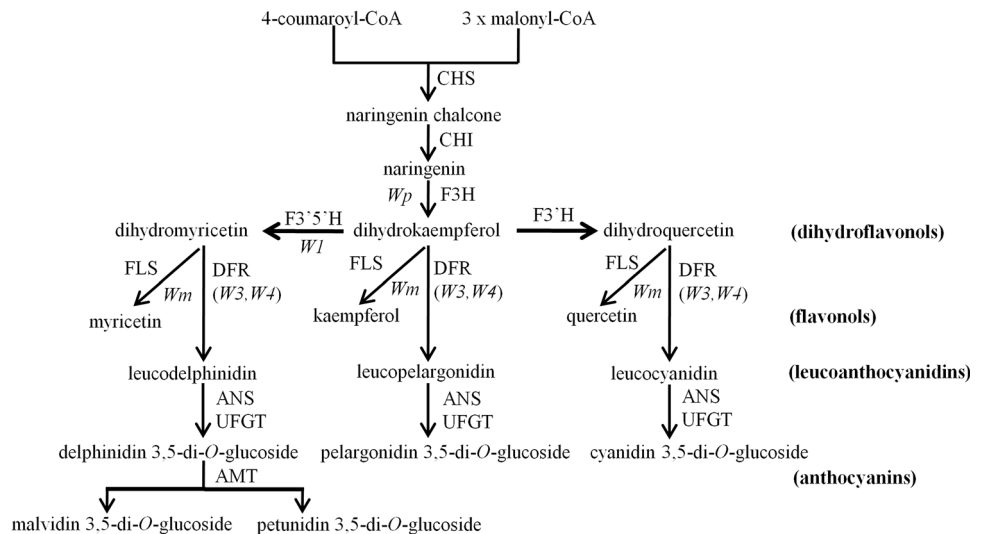 4-coumaroyl-CoA 3 x malonyl-CoA
CHS
naringenin chalcone
CHI
naringenin
Wp F3H
dihydromyricetin F3'5'H W1 dihydrokaempferol F3'H dihydroquercetin (dihydroflavonols)
FLS DFR FLS DFR FLS DFR
Wm (W3,W4) Wm (W3,W4) Wm (W3,W4)
myricetin kaempferol quercetin (flavonols)
leucodelphinidin leucopelargonidin leucocyanidin (leucoanthocyanidins)
ANS ANS ANS
UFGT UFGT UFGT
delphinidin 3,5-di-O-glucoside pelargonidin 3,5-di-O-glucoside cyanidin 3,5-di-O-glucoside
AMT (anthocyanins)
malvidin 3,5-di-O-glucoside petunidin 3,5-di-O-glucoside